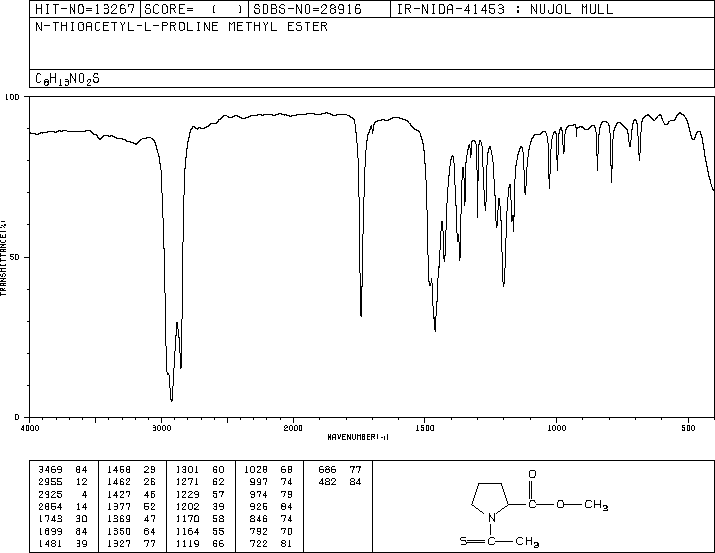 HIT-NO=13267 SCORE= ( ) SDBS-NO=28916 IR-NIDA-41453 : NUJOL MULL
N-THIOACETYL-L-PROLINE METHYL ESTER
C8H13NO2S
100
50
0
TRANSMITTANCE(%)
4000 3000 2000 1500 1000 500
WAVENUMBER(-1)
3469 84 1468 29 1301 60 1028 68 686 77
2955 12 1462 26 1271 62 997 74 482 84
2925 4 1427 46 1229 57 974 79
2854 14 1377 52 1202 39 926 84
1743 30 1369 47 1170 58 846 74
1699 84 1350 64 1164 55 792 70
1481 39 1327 77 1119 66 722 81
O
C O CH3
N
S C CH3